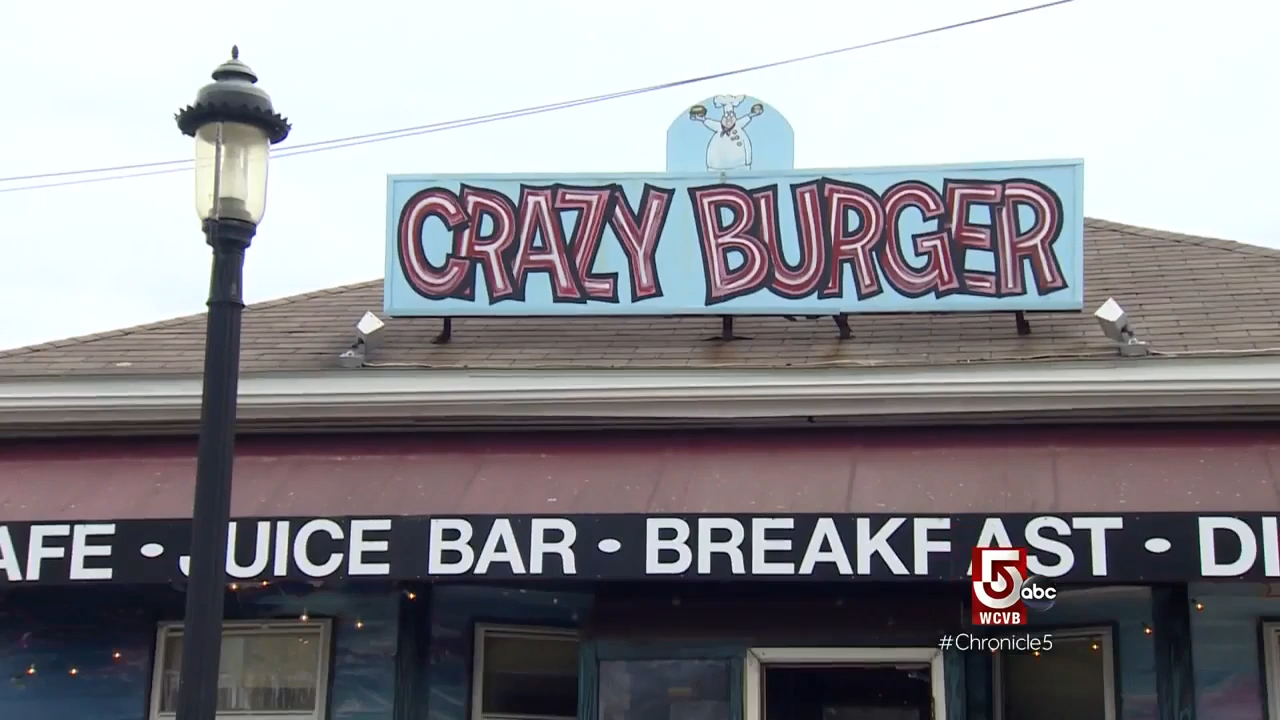 CRAZY BURGER
AFE • JUICE BAR • BREAKFAST • DI
5 abc
WCVB
#Chronicle5